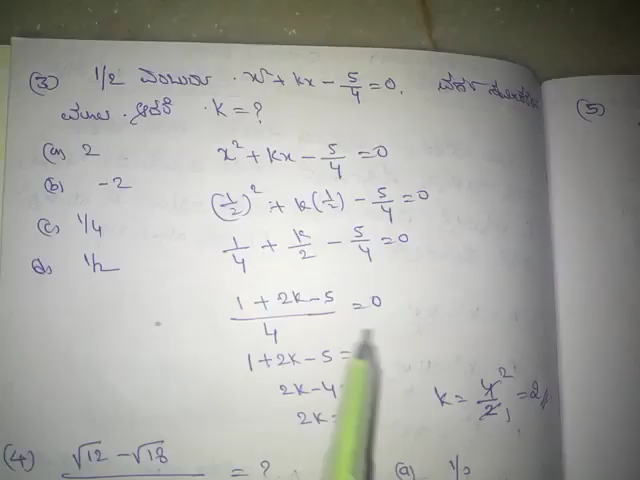 (3) 1/2 ಎಂಬುದು x² + kx - 5/4 = 0.
ಮೂಲ ಆದರೆ k = ?
(a) 2
(b) -2
(c) 1/4
(d) 1/2
x² + kx - 5/4 = 0
(1/2)² + k(1/2) - 5/4 = 0
1/4 + k/2 - 5/4 = 0
1 + 2k - 5 / 4 = 0
1 + 2k - 5 =
2k - 4
2k =
k = 4/2 = 2//
(4) √12 - √18 = ?
(a) 1/2
(5)